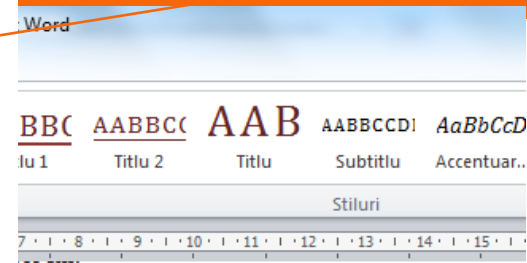 Word
BBC AABBCC AAB AABBCCDI AaBbCcD
lu 1 Titlu 2 Titlu Subtitlu Accentuar...
Stiluri
7 8 9 10 11 12 13 14 15